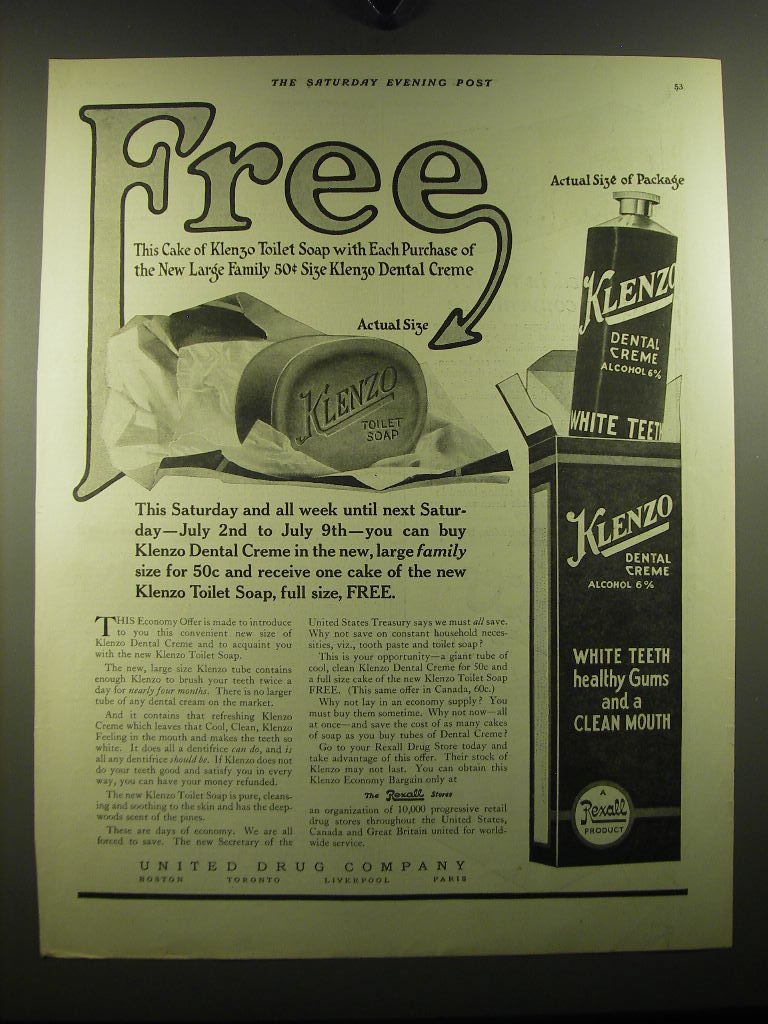 THE SATURDAY EVENING POST
53
Free
This Cake of Klenzo Toilet Soap with Each Purchase of
the New Large Family 50¢ Size Klenzo Dental Creme
Actual Size
KLENZO
TOILET
SOAP
This Saturday and all week until next Satur-
day—July 2nd to July 9th—you can buy
Klenzo Dental Creme in the new, large family
size for 50c and receive one cake of the new
Klenzo Toilet Soap, full size, FREE.
THIS Economy Offer is made to introduce
to you this convenient new size of
Klenzo Dental Creme and to acquaint you
with the new Klenzo Toilet Soap.
The new, large size Klenzo tube contains
enough Klenzo to brush your teeth twice a
day for nearly four months. There is no larger
tube of any dental cream on the market.
And it contains that refreshing Klenzo
Creme which leaves that Cool, Clean, Klenzo
Feeling in the mouth and makes the teeth so
white. It does all a dentifrice can do, and is
all any dentifrice should be. If Klenzo does not
do your teeth good and satisfy you in every
way, you can have your money refunded.
The new Klenzo Toilet Soap is pure, cleans-
ing and soothing to the skin and has the deep-
woods scent of the pines.
These are days of economy. We are all
forced to save. The new Secretary of the
United States Treasury says we must all save.
Why not save on constant household neces-
sities, viz., tooth paste and toilet soap?
This is your opportunity—a giant tube of
cool, clean Klenzo Dental Creme for 50c and
a full size cake of the new Klenzo Toilet Soap
FREE. (This same offer in Canada, 60c.)
Why not lay in an economy supply? You
must buy them sometime. Why not now—all
at once—and save the cost of as many cakes
of soap as you buy tubes of Dental Creme?
Go to your Rexall Drug Store today and
take advantage of this offer. Their stock of
Klenzo may not last. You can obtain this
Klenzo Economy Bargain only at
The Rexall Stores
an organization of 10,000 progressive retail
drug stores throughout the United States,
Canada and Great Britain united for world-
wide service.
UNITED DRUG COMPANY
BOSTON TORONTO LIVERPOOL PARIS
Actual Size of Package
KLENZO
DENTAL
CREME
ALCOHOL 6%
WHITE TEET
KLENZO
DENTAL
CREME
ALCOHOL 6%
WHITE TEETH
healthy Gums
and a
CLEAN MOUTH
A
Rexall
PRODUCT